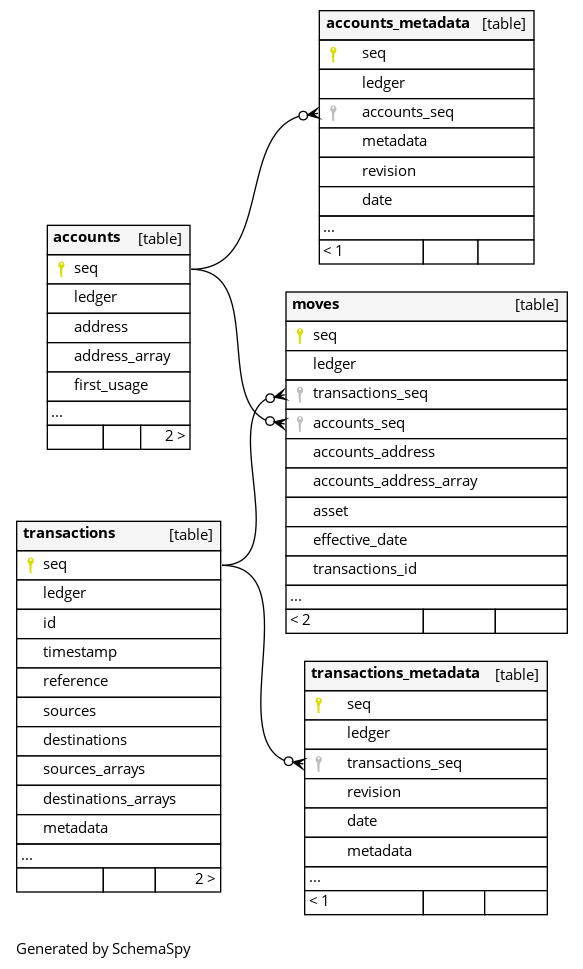 accounts_metadata [table]
seq
ledger
accounts_seq
metadata
revision
date
...
< 1
accounts [table]
seq
ledger
address
address_array
first_usage
...
2 >
moves [table]
seq
ledger
transactions_seq
accounts_seq
accounts_address
accounts_address_array
asset
effective_date
transactions_id
...
< 2
transactions [table]
seq
ledger
id
timestamp
reference
sources
destinations
sources_arrays
destinations_arrays
metadata
...
2 >
transactions_metadata [table]
seq
ledger
transactions_seq
revision
date
metadata
...
< 1
Generated by SchemaSpy